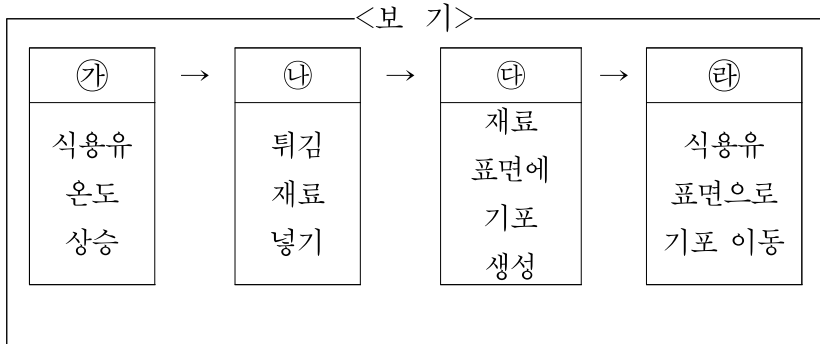 <보 기>
㉮ → ㉯ → ㉰ → ㉱
식용유
온도
상승
튀김
재료
넣기
재료
표면에
기포
생성
식용유
표면으로
기포 이동